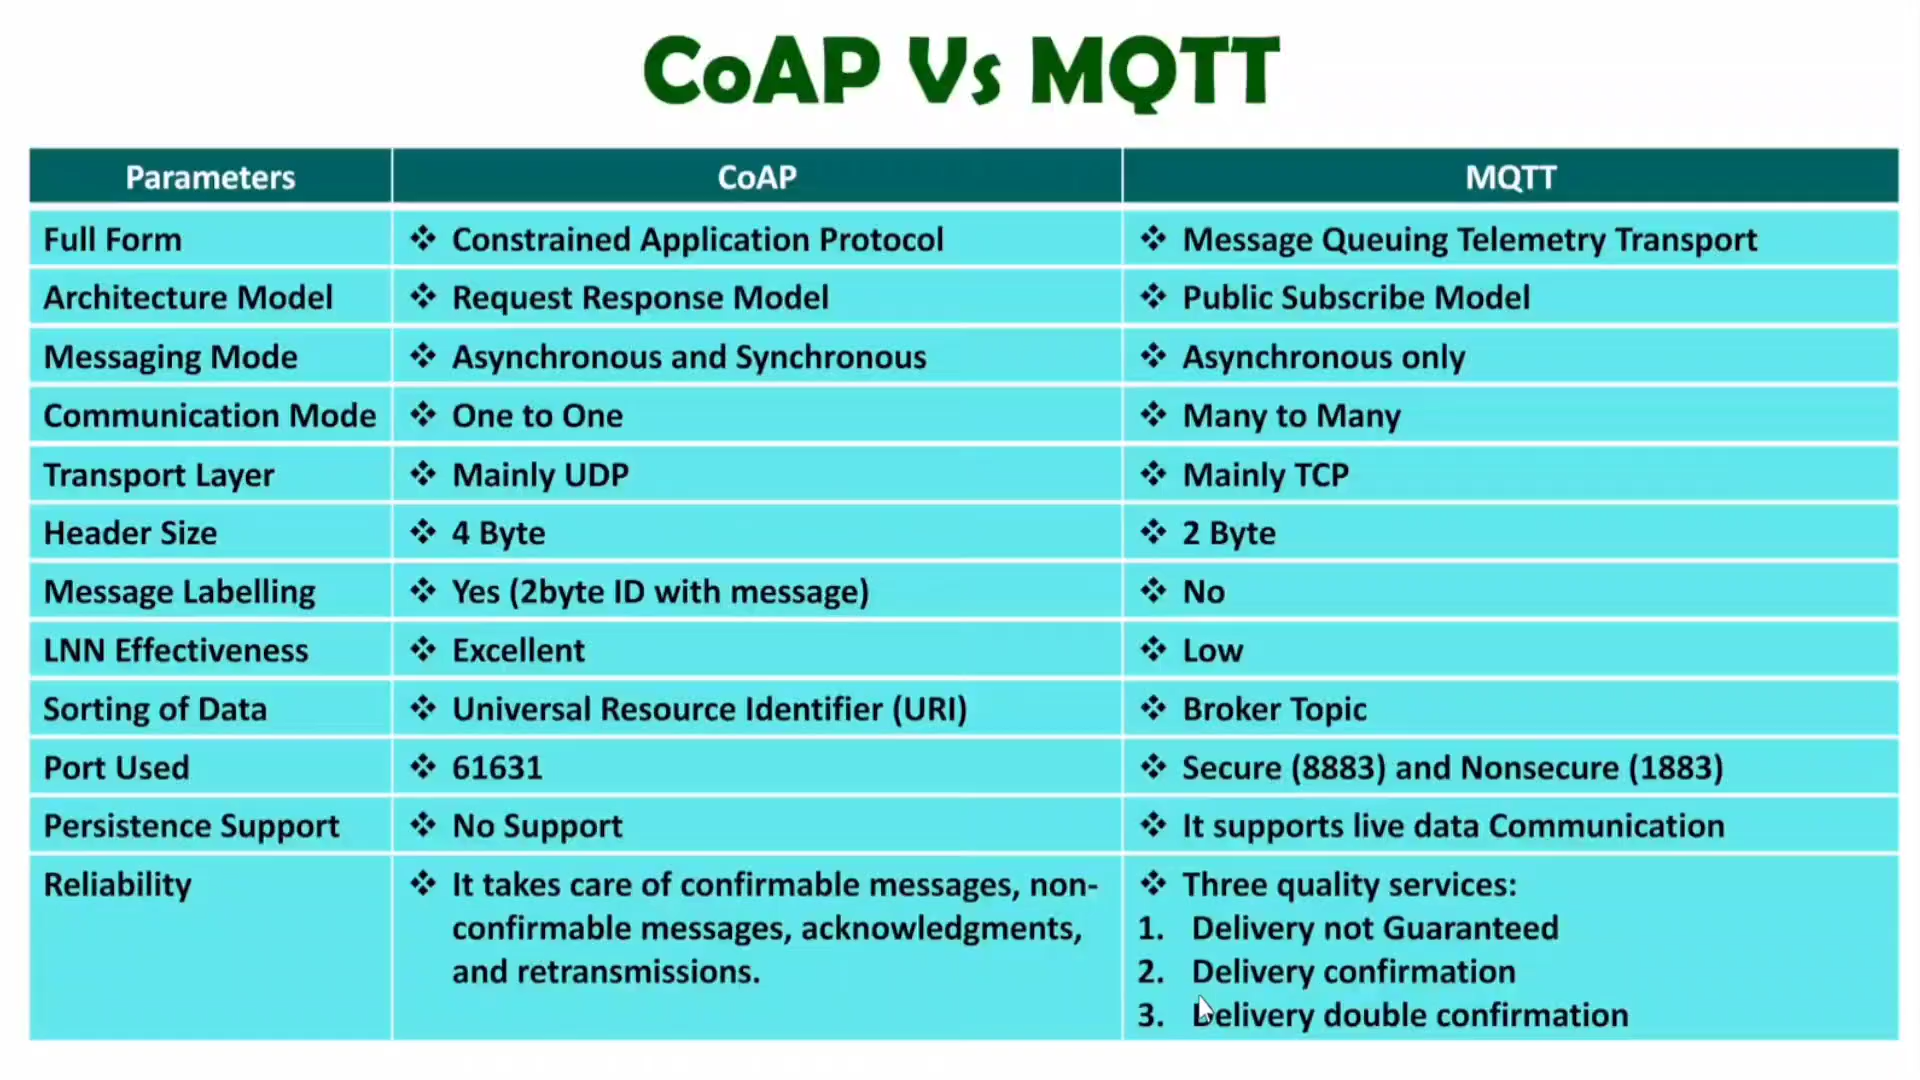 CoAP Vs MQTT
Parameters CoAP MQTT
Full Form ❖ Constrained Application Protocol ❖ Message Queuing Telemetry Transport
Architecture Model ❖ Request Response Model ❖ Public Subscribe Model
Messaging Mode ❖ Asynchronous and Synchronous ❖ Asynchronous only
Communication Mode ❖ One to One ❖ Many to Many
Transport Layer ❖ Mainly UDP ❖ Mainly TCP
Header Size ❖ 4 Byte ❖ 2 Byte
Message Labelling ❖ Yes (2byte ID with message) ❖ No
LNN Effectiveness ❖ Excellent ❖ Low
Sorting of Data ❖ Universal Resource Identifier (URI) ❖ Broker Topic
Port Used ❖ 61631 ❖ Secure (8883) and Nonsecure (1883)
Persistence Support ❖ No Support ❖ It supports live data Communication
Reliability ❖ It takes care of confirmable messages, non-
confirmable messages, acknowledgments,
and retransmissions.
❖ Three quality services:
1. Delivery not Guaranteed
2. Delivery confirmation
3. Delivery double confirmation